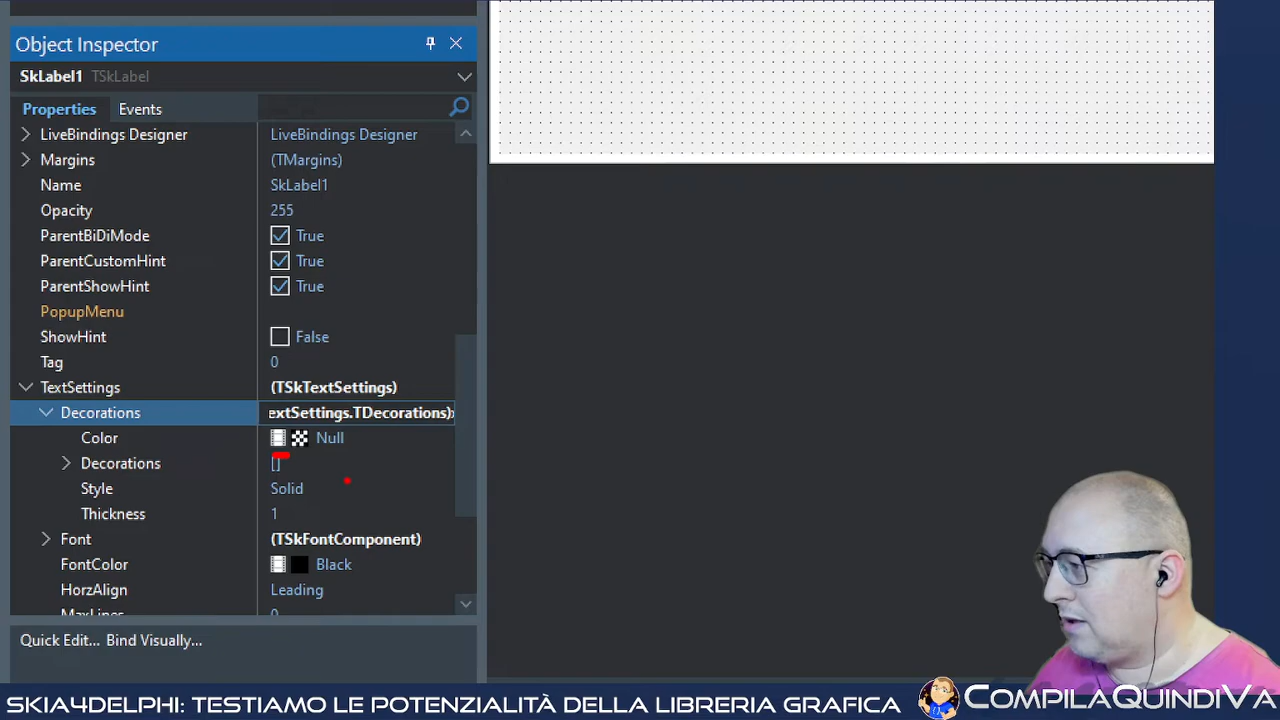 Object Inspector
SkLabel1 TSkLabel
Properties Events
LiveBindings Designer LiveBindings Designer
Margins (TMargins)
Name SkLabel1
Opacity 255
ParentBiDiMode True
ParentCustomHint True
ParentShowHint True
PopupMenu
ShowHint False
Tag 0
TextSettings (TSkTextSettings)
Decorations extSettings.TDecorations)
Color Null
Decorations []
Style Solid
Thickness 1
Font (TSkFontComponent)
FontColor Black
HorzAlign Leading
MaxLines 0
Quick Edit... Bind Visually...
SKIA4DELPHI: TESTIAMO LE POTENZIALITÀ DELLA LIBRERIA GRAFICA
COMPILAQUINDIVA